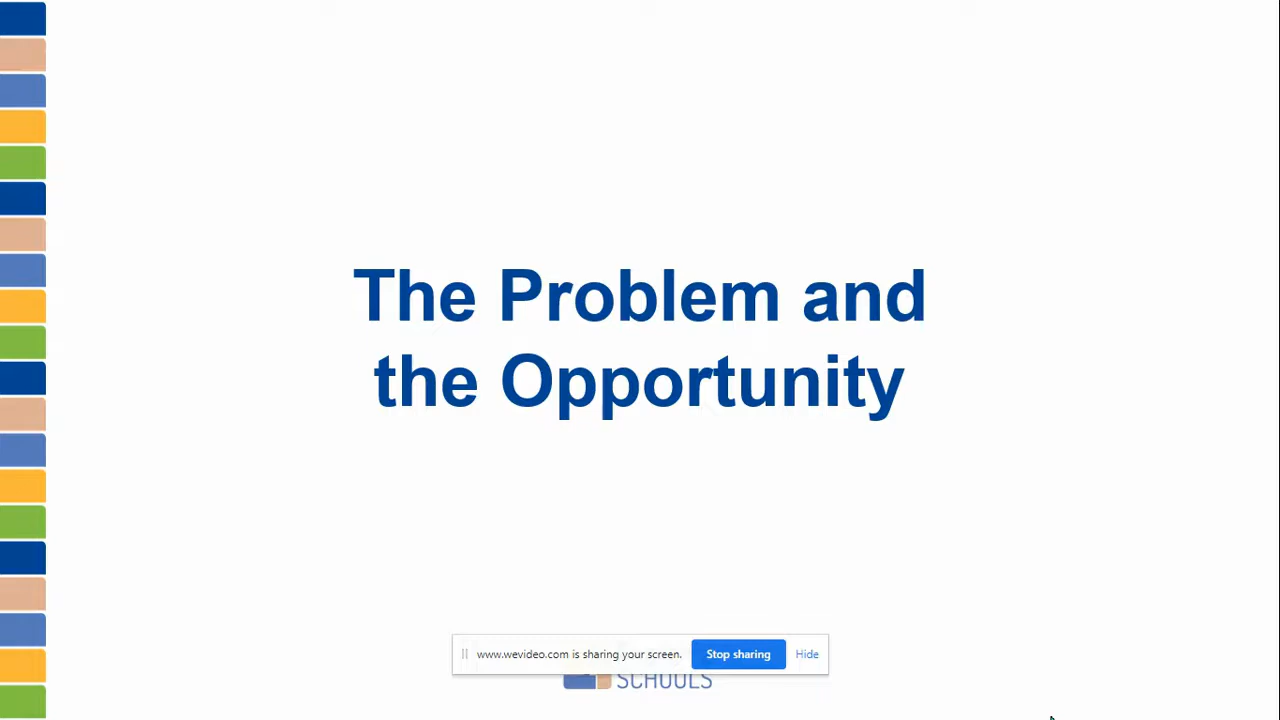 The Problem and
the Opportunity
www.wevideo.com is sharing your screen. Stop sharing Hide
SCHOOLS